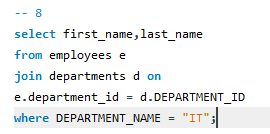 -- 8
select first_name,last_name
from employees e
join departments d on
e.department_id = d.DEPARTMENT_ID
where DEPARTMENT_NAME = "IT";